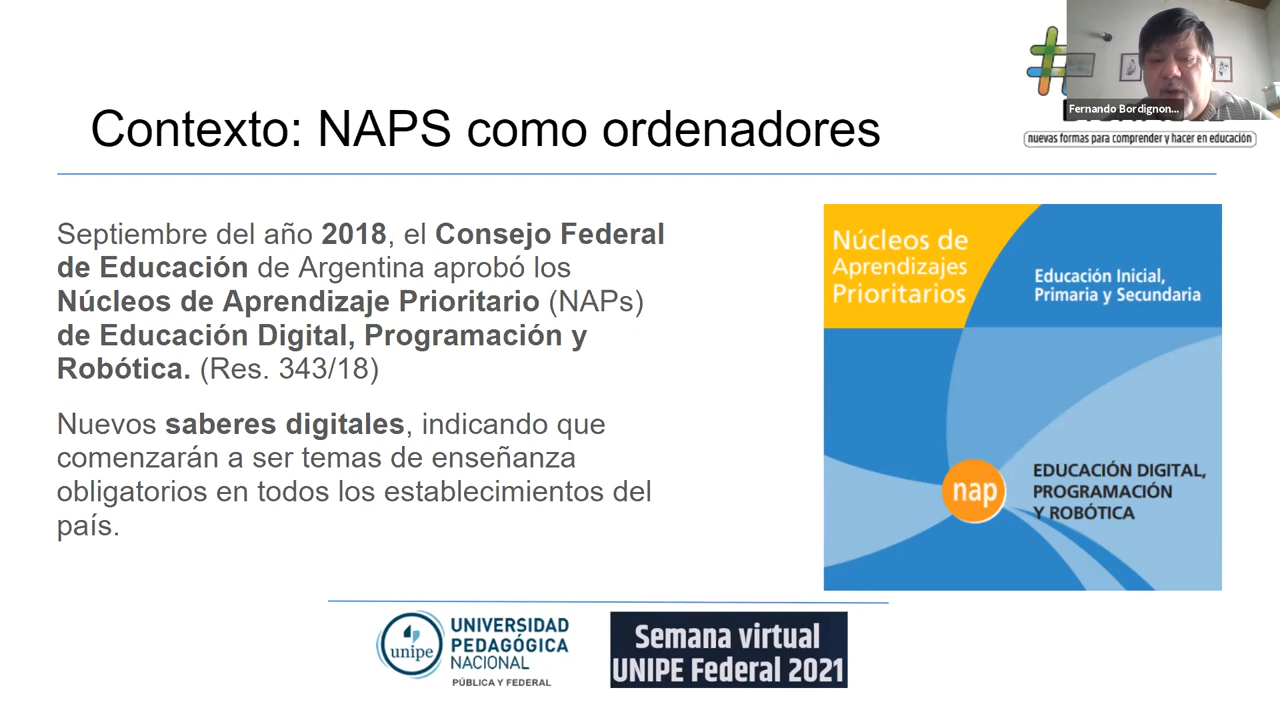 Contexto: NAPS como ordenadores
Fernando Bordignon...
nuevas formas para comprender y hacer en educación
Septiembre del año 2018, el Consejo Federal
de Educación de Argentina aprobó los
Núcleos de Aprendizaje Prioritario (NAPs)
de Educación Digital, Programación y
Robótica. (Res. 343/18)
Nuevos saberes digitales, indicando que
comenzarán a ser temas de enseñanza
obligatorios en todos los establecimientos del
país.
Núcleos de
Aprendizajes
Prioritarios
Educación Inicial,
Primaria y Secundaria
nap
EDUCACIÓN DIGITAL,
PROGRAMACIÓN
Y ROBÓTICA
unipe
UNIVERSIDAD
PEDAGÓGICA
NACIONAL
PÚBLICA Y FEDERAL
Semana virtual
UNIPE Federal 2021